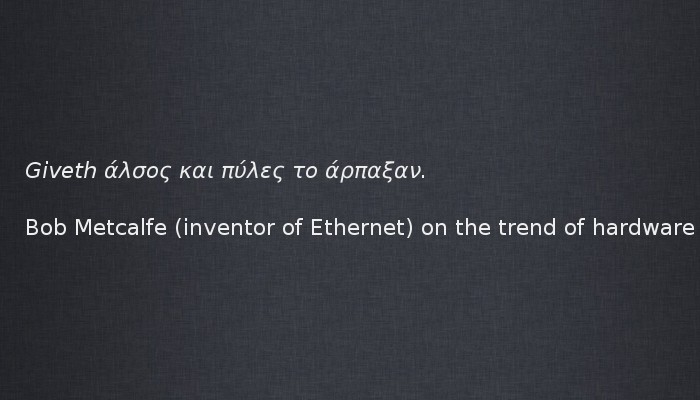 Giveth άλσος και πύλες το άρπαξαν.
Bob Metcalfe (inventor of Ethernet) on the trend of hardware